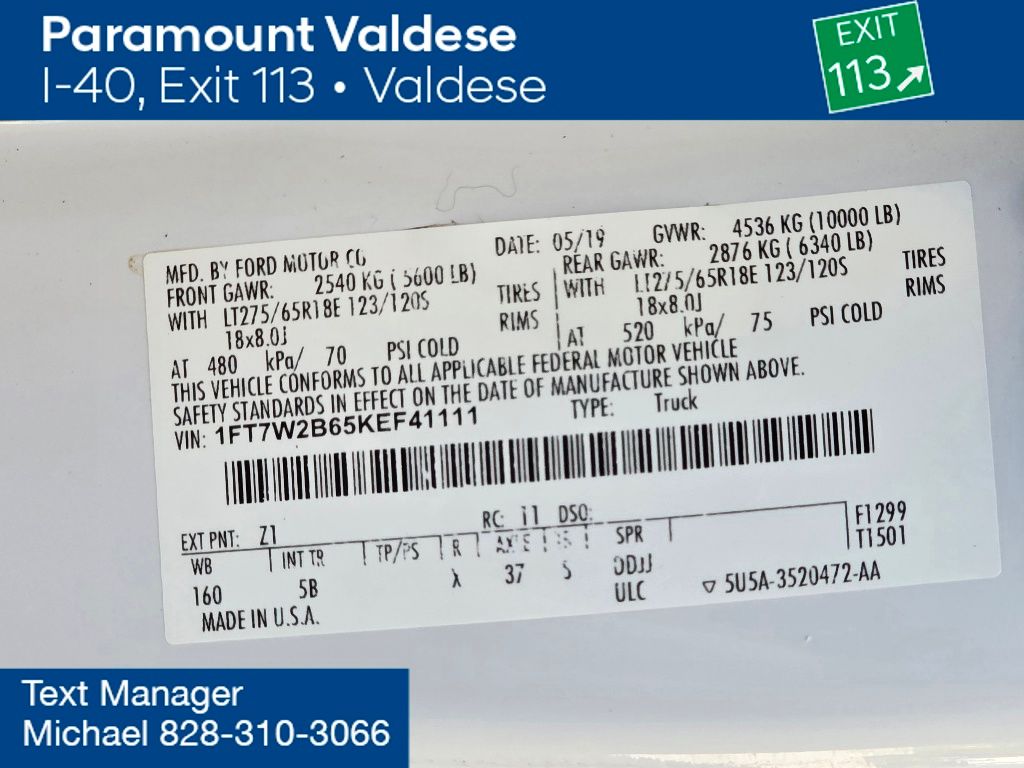 Paramount Valdese
I-40, Exit 113 • Valdese
EXIT
113
MFD. BY FORD MOTOR CO
DATE: 05/19 GVWR: 4536 KG (10000 LB)
FRONT GAWR: 2540 KG ( 5600 LB)
REAR GAWR: 2876 KG ( 6340 LB)
WITH LT275/65R18E 123/120S TIRES
WITH LT275/65R18E 123/120S TIRES
18x8.0J RIMS
18x8.0J RIMS
AT 480 kPa/ 70 PSI COLD
AT 520 kPa/ 75 PSI COLD
THIS VEHICLE CONFORMS TO ALL APPLICABLE FEDERAL MOTOR VEHICLE
SAFETY STANDARDS IN EFFECT ON THE DATE OF MANUFACTURE SHOWN ABOVE.
VIN: 1FT7W2B65KEF41111 TYPE: Truck
EXT PNT: Z1 RC: 11 DSO: F1299
WB INT TR TP/PS R AXLE SPR T1501
160 5B 37
ULC 5U5A-3520472-AA
MADE IN U.S.A.
Text Manager
Michael 828-310-3066